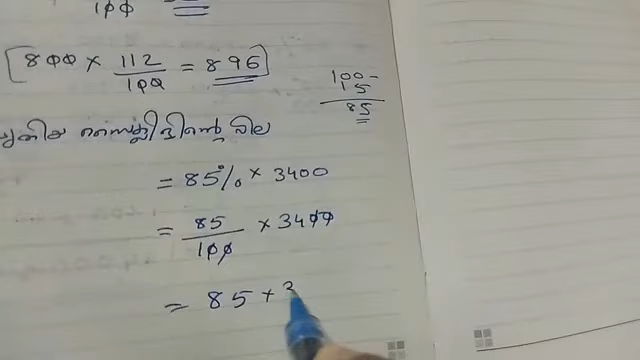 100
[800 × 112/100 = 896]
100 -
15
85
പുതിയ സൈക്കിളിന്റെ വില
= 85% × 3400
= 85/100 × 3400
= 85 × 3